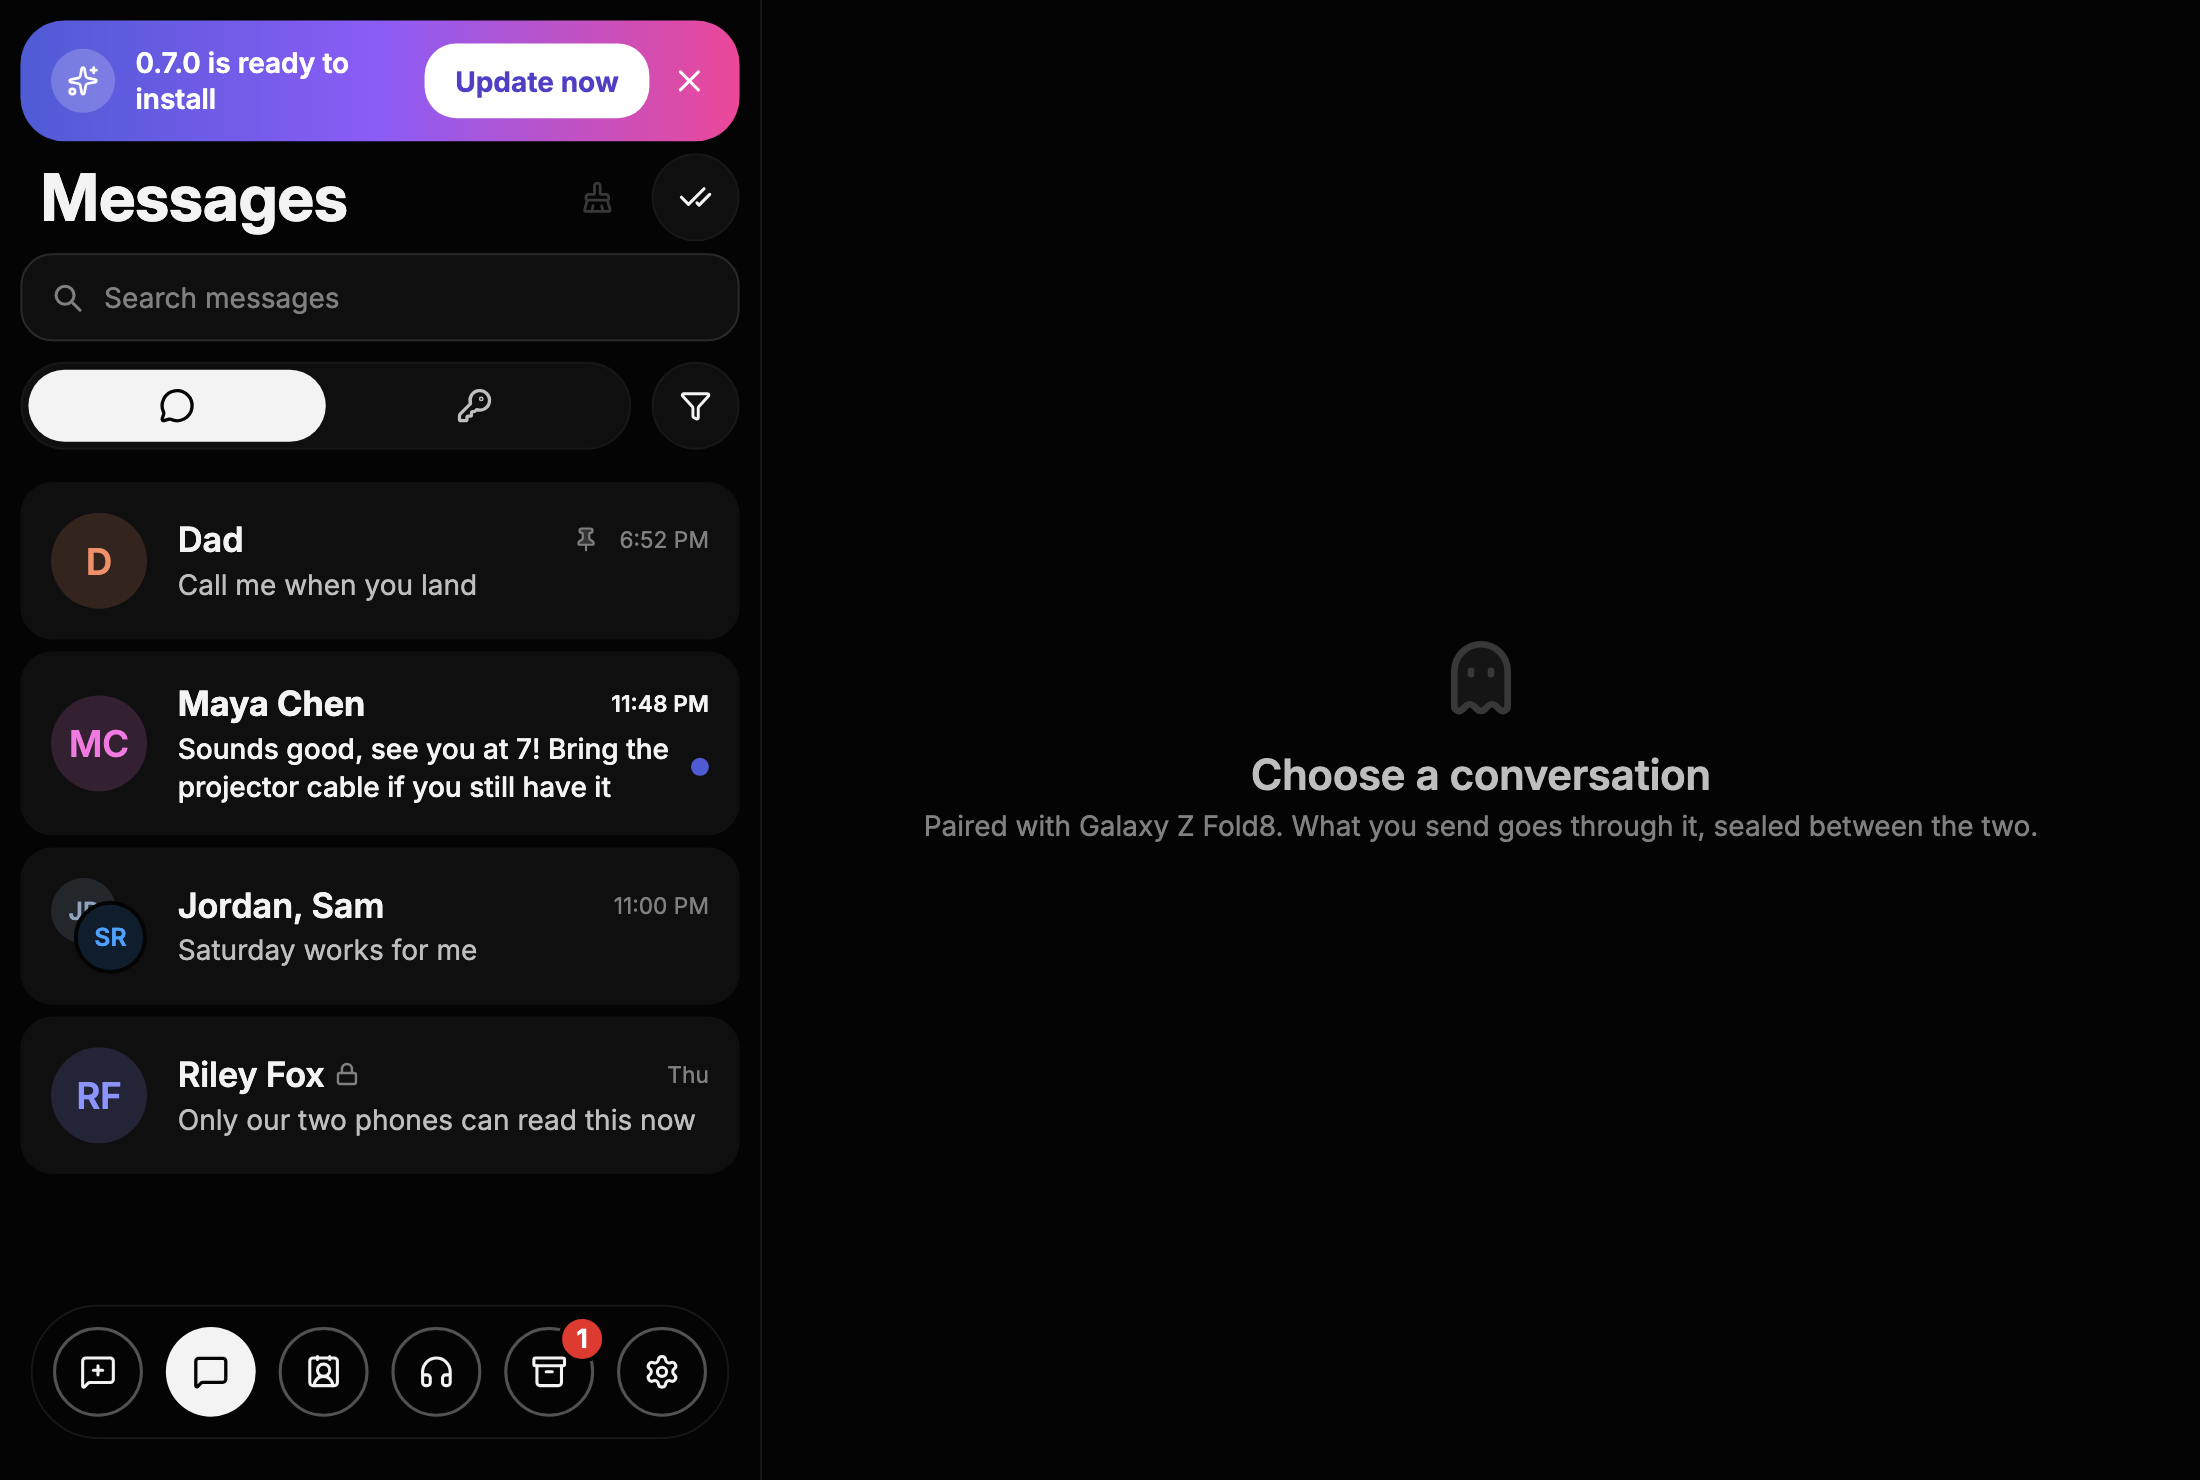 0.7.0 is ready to
install
Update now
Messages
Search messages
Dad
6:52 PM
Call me when you land
MC
Maya Chen
11:48 PM
Sounds good, see you at 7! Bring the
projector cable if you still have it
Jordan, Sam
11:00 PM
SR
Saturday works for me
RF
Riley Fox
Thu
Only our two phones can read this now
D
1
Choose a conversation
Paired with Galaxy Z Fold8. What you send goes through it, sealed between the two.